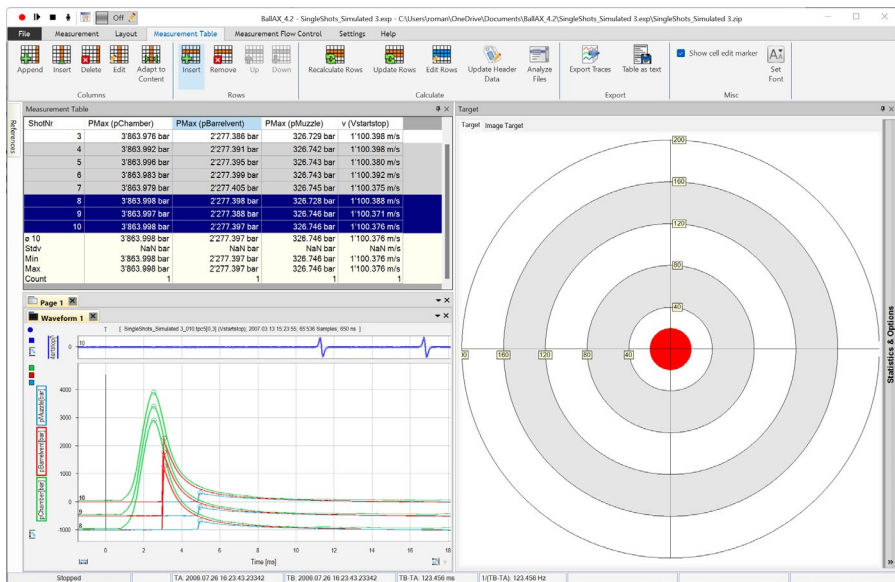 Off
BallAX_4.2 - SingleShots_Simulated 3.exp - C:\Users\roman\OneDrive\Documents\BallAX_4.2\SingleShots_Simulated 3.exp\SingleShots_Simulated 3.zip
File Measurement Layout Measurement Table Measurement Flow Control Settings Help
Append Insert Delete Edit Adapt to Content Insert Remove Up Down Recalculate Rows Update Rows Edit Rows Update Header Data Analyze Files Export Traces Table as text Show cell edit marker Set Font
Columns Rows Calculate Export Misc
References
Measurement Table
ShotNr PMax (pChamber) PMax (pBarrelvent) PMax (pMuzzle) v (Vstartstop)
3 3'863.976 bar 2'277.386 bar 326.729 bar 1'100.398 m/s
4 3'863.992 bar 2'277.391 bar 326.742 bar 1'100.398 m/s
5 3'863.996 bar 2'277.395 bar 326.743 bar 1'100.380 m/s
6 3'863.983 bar 2'277.399 bar 326.743 bar 1'100.392 m/s
7 3'863.979 bar 2'277.405 bar 326.745 bar 1'100.375 m/s
8 3'863.998 bar 2'277.398 bar 326.728 bar 1'100.388 m/s
9 3'863.997 bar 2'277.388 bar 326.746 bar 1'100.371 m/s
10 3'863.998 bar 2'277.397 bar 326.746 bar 1'100.376 m/s
ø 10 3'863.998 bar 2'277.397 bar 326.746 bar 1'100.376 m/s
Stdv NaN bar NaN bar NaN bar NaN m/s
Min 3'863.998 bar 2'277.397 bar 326.746 bar 1'100.376 m/s
Max 3'863.998 bar 2'277.397 bar 326.746 bar 1'100.376 m/s
Count 1 1 1 1
Page 1
Waveform 1
T [ SingleShots_Simulated 3_010.tpc5[0,3] (Vstartstop); 2007.03.13 15:23:55; 65'536 Samples; 650 ns ]
10
0
4000
3000
2000
1000
0
-1000
pMuzzle[bar]
pBarrelvent[bar]
pChamber[bar]
10
9
8
0 2 4 6 8 10 12 14 16 18
Time [ms]
Target
Target Image Target
200
160
120
80
40
160 120 80 40
Statistics & Options
Stopped TA: 2006.07.26 16:23:43.23342 TB: 2006.07.26 16:23:43.23342 TB-TA: 123.456 ms 1/(TB-TA): 123.456 Hz